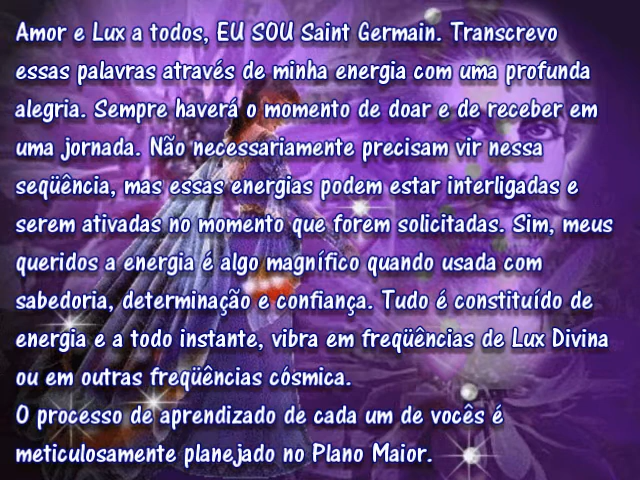 Amor e Lux a todos, EU SOU Saint Germain. Transcrevo
essas palavras através de minha energia com uma profunda
alegria. Sempre haverá o momento de doar e de receber em
uma jornada. Não necessariamente precisam vir nessa
seqüência, mas essas energias podem estar interligadas e
serem ativadas no momento que forem solicitadas. Sim, meus
queridos a energia é algo magnífico quando usada com
sabedoria, determinação e confiança. Tudo é constituído de
energia e a todo instante, vibra em freqüências de Lux Divina
ou em outras freqüências cósmica.
O processo de aprendizado de cada um de vocês é
meticulosamente planejado no Plano Maior.